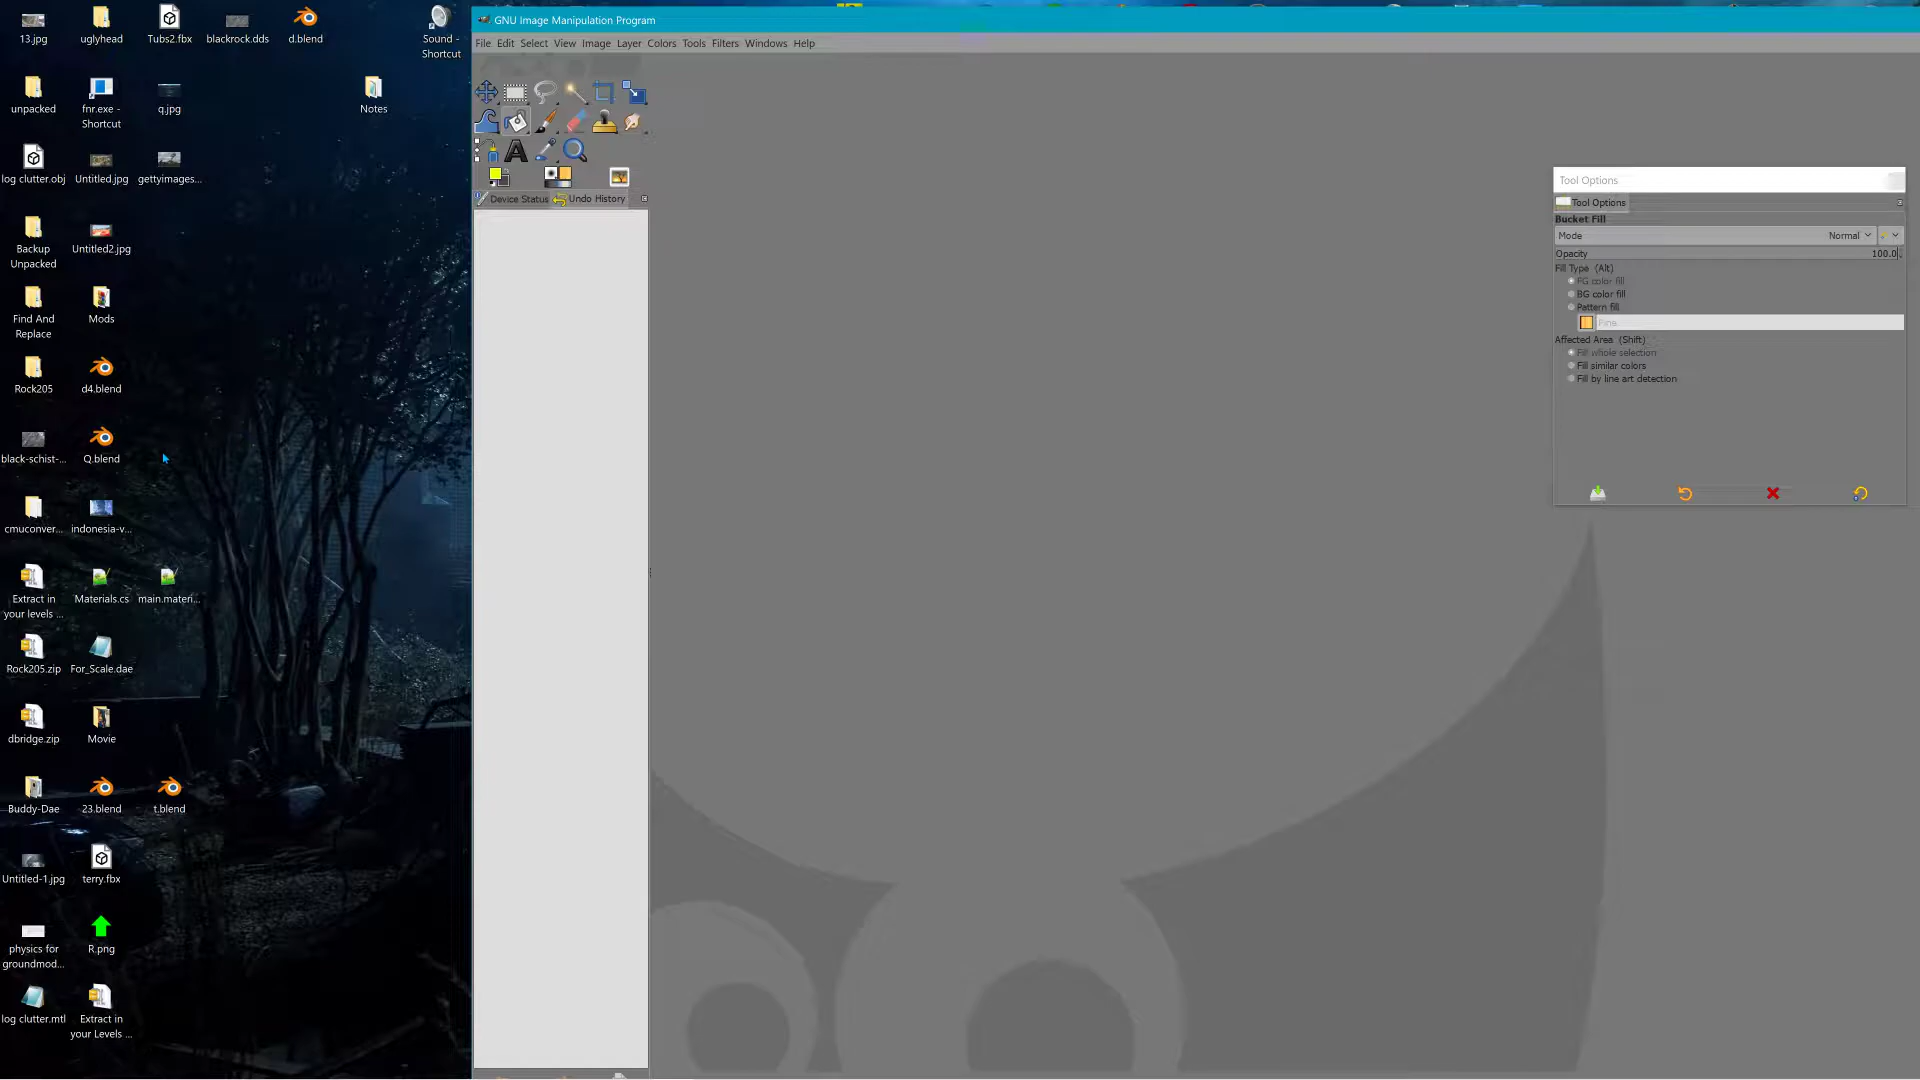 13.jpg
uglyhead
Tubs2.fbx
blackrock.dds
d.blend
Sound -
Shortcut
unpacked
fnr.exe -
Shortcut
q.jpg
Notes
log clutter.obj
Untitled.jpg
gettyimages...
Backup
Unpacked
Untitled2.jpg
Find And
Replace
Mods
Rock205
d4.blend
black-schist-...
Q.blend
cmuconver...
indonesia-v...
Extract in
your levels ...
Materials.cs
main.materi...
Rock205.zip
For_Scale.dae
dbridge.zip
Movie
Buddy-Dae
23.blend
t.blend
Untitled-1.jpg
terry.fbx
physics for
groundmod...
R.png
log clutter.mtl
Extract in
your Levels ...
GNU Image Manipulation Program
File Edit Select View Image Layer Colors Tools Filters Windows Help
Device Status
Undo History
Tool Options
Tool Options
Bucket Fill
Mode
Normal
Opacity
100.0
Fill Type (Alt)
FG color fill
BG color fill
Pattern fill
Pine
Affected Area (Shift)
Fill whole selection
Fill similar colors
Fill by line art detection